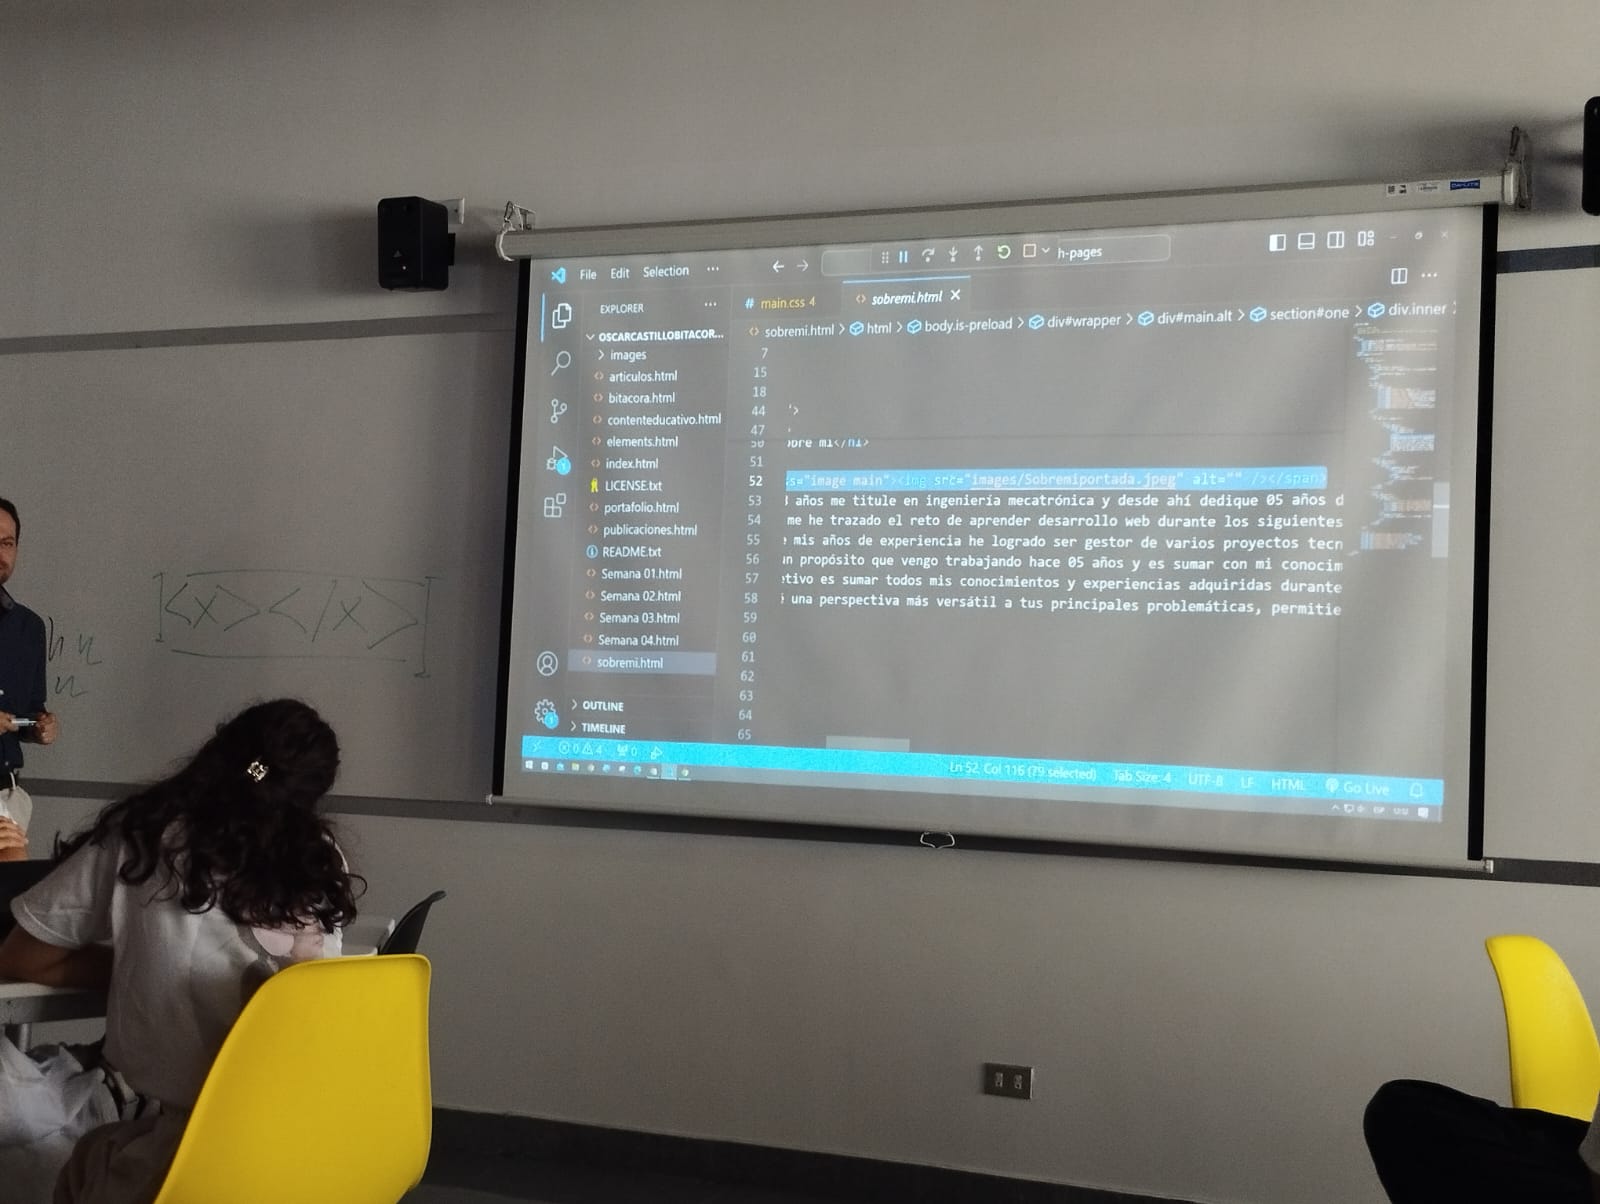 File Edit Selection ···
h-pages
EXPLORER ···
OSCARCASTILLOBITACOR...
images
articulos.html
bitacora.html
contenteducativo.html
elements.html
index.html
LICENSE.txt
portafolio.html
publicaciones.html
README.txt
Semana 01.html
Semana 02.html
Semana 03.html
Semana 04.html
sobremi.html
OUTLINE
TIMELINE
# main.css 4
<> sobremi.html ×
<> sobremi.html > html > body.is-preload > div#wrapper > div#main.alt > section#one > div.inner
7
15
18
44 '>
47
50 obre mi</h1>
51
52 ss="image main"><img src="images/Sobremiportada.jpeg" alt="" /></span>
53 años me titule en ingeniería mecatrónica y desde ahí dedique 05 años d
54 me he trazado el reto de aprender desarrollo web durante los siguientes
55 mis años de experiencia he logrado ser gestor de varios proyectos tecn
56 un propósito que vengo trabajando hace 05 años y es sumar con mi conocim
57 etivo es sumar todos mis conocimientos y experiencias adquiridas durante
58 una perspectiva más versátil a tus principales problemáticas, permitie
59
60
61
62
63
64
65
0 4 0
Ln 52, Col 116 (79 selected) Tab Size: 4 UTF-8 LF HTML Go Live
ESP
<x></x>